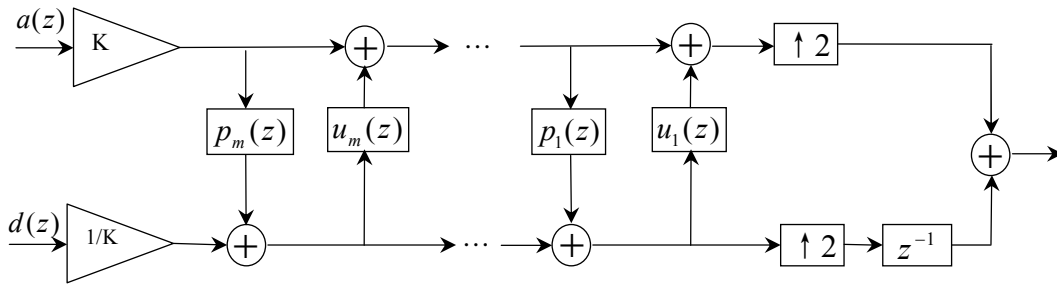 a(z)
K
+
…
+
↑ 2
p_m(z)
u_m(z)
p_1(z)
u_1(z)
+
d(z)
1/K
+
…
+
↑ 2
z^{-1}